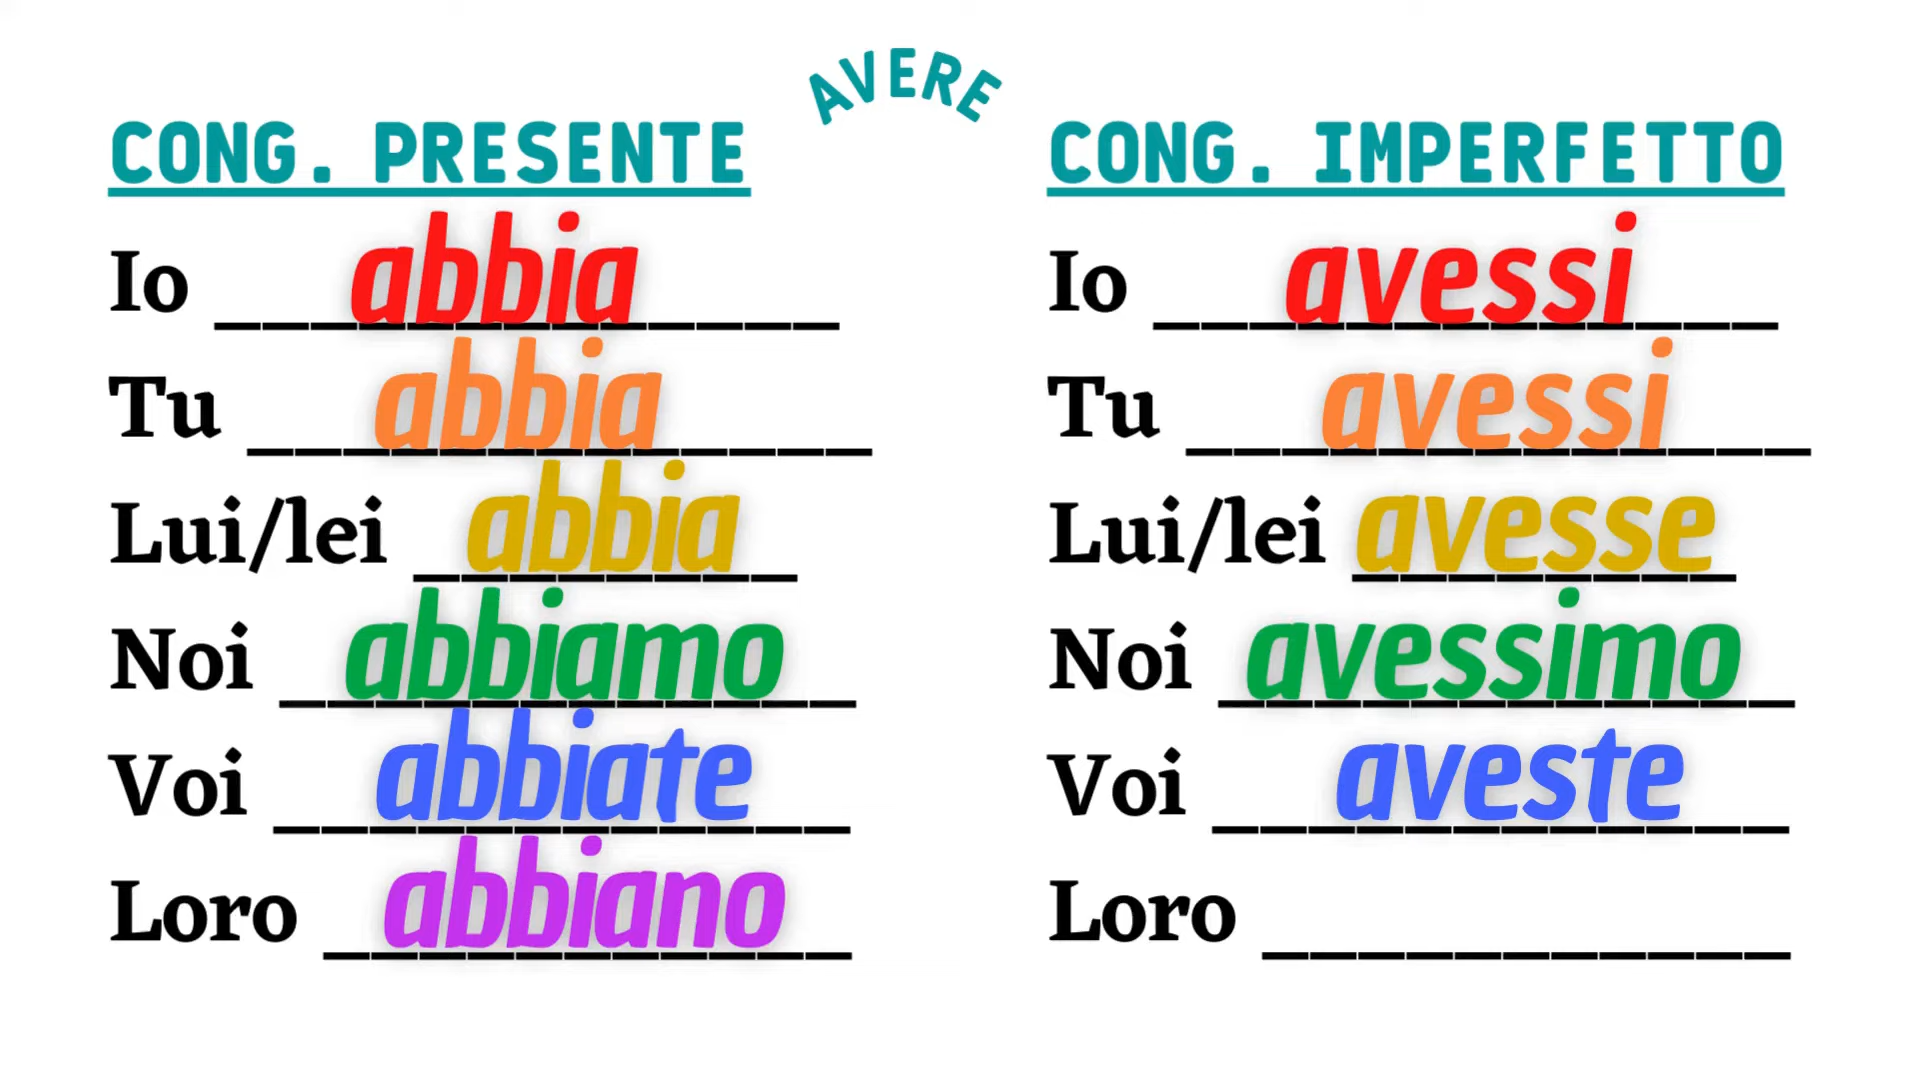 AVERE
CONG. PRESENTE
Io abbia
Tu abbia
Lui/lei abbia
Noi abbiamo
Voi abbiate
Loro abbiano
CONG. IMPERFETTO
Io avessi
Tu avessi
Lui/lei avesse
Noi avessimo
Voi aveste
Loro _ _ _ _ _ _ _ _ _ _ _